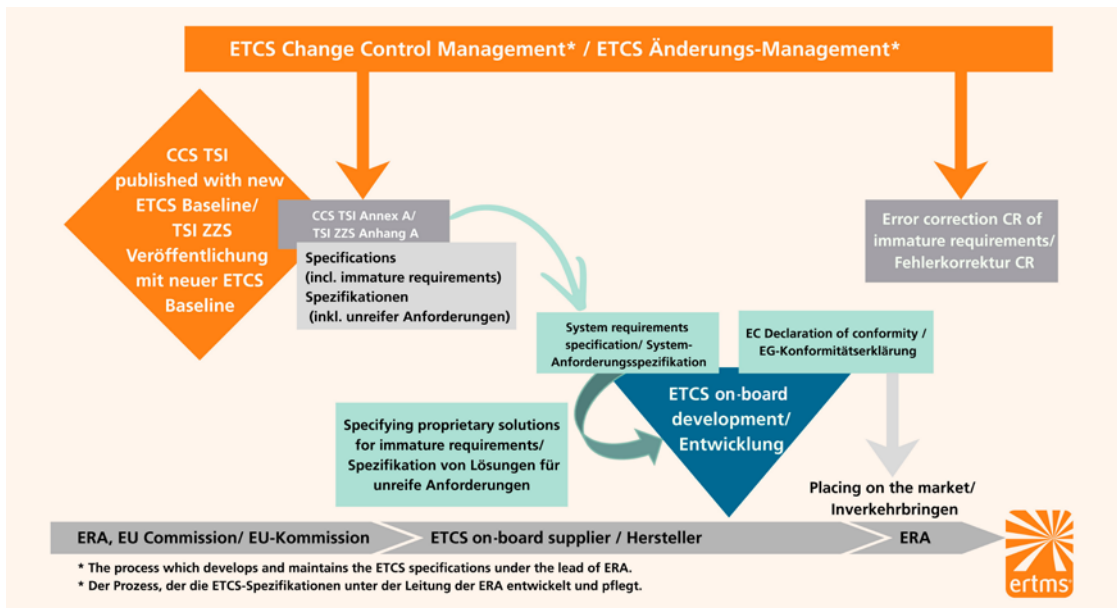 ETCS Change Control Management* / ETCS Änderungs-Management*
CCS TSI
published with new
ETCS Baseline/
TSI ZZS
Veröffentlichung
mit neuer ETCS
Baseline
CCS TSI Annex A/
TSI ZZS Anhang A
Specifications
(incl. immature requirements)
Spezifikationen
(inkl. unreifer Anforderungen)
Error correction CR of
immature requirements/
Fehlerkorrektur CR
System requirements
specification/ System-
Anforderungsspezifikation
EC Declaration of conformity /
EG-Konformitätserklärung
ETCS on-board
development/
Entwicklung
Specifying proprietary solutions
for immature requirements/
Spezifikation von Lösungen für
unreife Anforderungen
Placing on the market/
Inverkehrbringen
ERA, EU Commission/ EU-Kommission
ETCS on-board supplier / Hersteller
ERA
* The process which develops and maintains the ETCS specifications under the lead of ERA.
* Der Prozess, der die ETCS-Spezifikationen unter der Leitung der ERA entwickelt und pflegt.
ertms